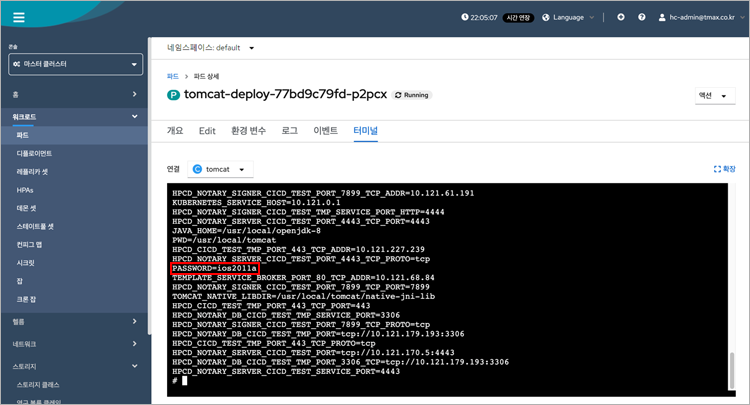 22:05:07 시간 연장 Language hc-admin@tmax.co.kr
콘솔
마스터 클러스터
홈
워크로드
파드
디플로이먼트
레플리카 셋
HPAs
데몬 셋
스테이트풀 셋
컨피그 맵
시크릿
잡
크론 잡
헬름
네트워크
스토리지
스토리지 클래스
영구 볼륨 클레임
네임스페이스: default
파드 > 파드 상세
P tomcat-deploy-77bd9c79fd-p2pcx Running
액션
개요 Edit 환경 변수 로그 이벤트 터미널
연결 C tomcat 확장
HPCD_NOTARY_SIGNER_CICD_TEST_PORT_7899_TCP_ADDR=10.121.61.191
KUBERNETES_SERVICE_HOST=10.121.0.1
HPCD_NOTARY_SIGNER_CICD_TEST_TMP_SERVICE_PORT_HTTP=4444
HPCD_NOTARY_SERVER_CICD_TEST_PORT_4443_TCP_PORT=4443
JAVA_HOME=/usr/local/openjdk-8
PWD=/usr/local/tomcat
HPCD_CICD_TEST_TMP_PORT_443_TCP_ADDR=10.121.227.239
HPCD_NOTARY_SERVER_CICD_TEST_PORT_4443_TCP_PROTO=tcp
PASSWORD=ios2011a
TEMPLATE_SERVICE_BROKER_PORT_80_TCP_ADDR=10.121.68.84
HPCD_NOTARY_SIGNER_CICD_TEST_PORT_7899_TCP_PORT=7899
TOMCAT_NATIVE_LIBDIR=/usr/local/tomcat/native-jni-lib
HPCD_CICD_TEST_TMP_PORT_443_TCP_PORT=443
HPCD_NOTARY_DB_CICD_TEST_TMP_SERVICE_PORT=3306
HPCD_NOTARY_SIGNER_CICD_TEST_PORT_7899_TCP_PROTO=tcp
HPCD_NOTARY_DB_CICD_TEST_TMP_PORT=tcp://10.121.179.193:3306
HPCD_CICD_TEST_TMP_PORT_443_TCP_PROTO=tcp
HPCD_NOTARY_SERVER_CICD_TEST_PORT=tcp://10.121.170.5:4443
HPCD_NOTARY_DB_CICD_TEST_TMP_PORT_3306_TCP=tcp://10.121.179.193:3306
HPCD_NOTARY_SERVER_CICD_TEST_SERVICE_PORT=4443
#